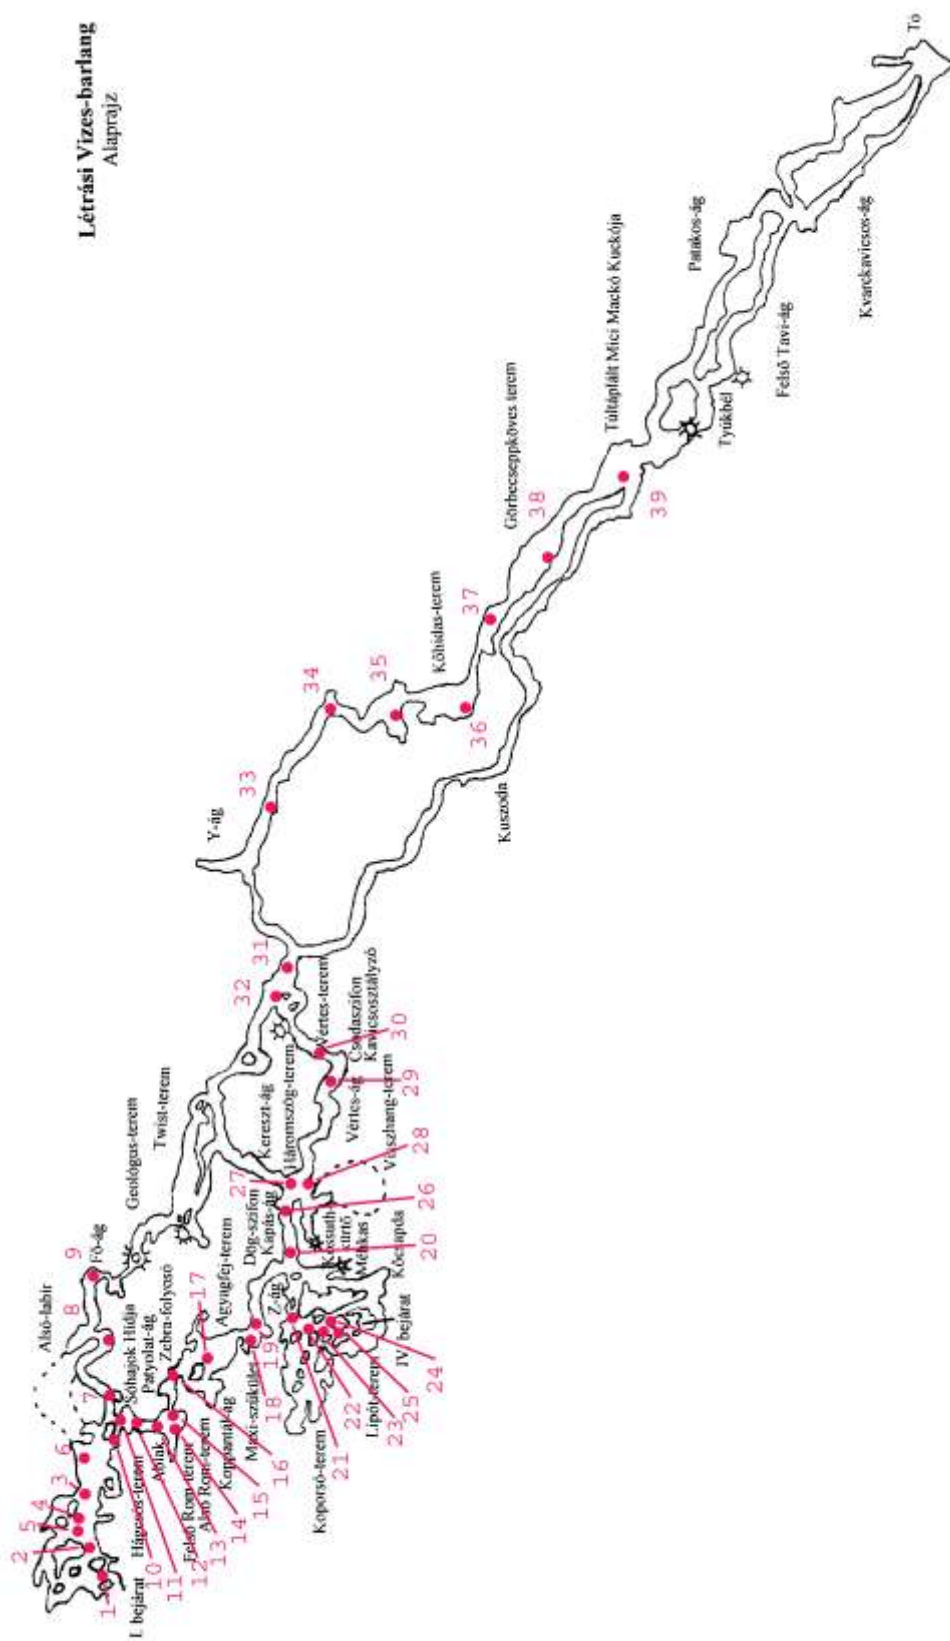 Létrási Vizes-barlang
Alaprajz
Tó
Patakos-ág
Kvarckavicsos-ág
Felső Tavi-ág
Túltáplált Mici Mackó Kuckója
Tyúkbél
Görbecseppköves terem
39
38
37
Kőhidas-terem
36
35
34
33
Y-ág
Kuszoda
31
32
Vértes-terem
Csodaszifon
Kavicsosztályzó
30
29
Vértes-ág
Háromszög-terem
Kereszt-ág
Visszhang-terem
28
27
26
20
Twist-terem
Geológus-terem
Fő-ág
9
8
Alsó-labir
Dög-szifon
Kapás-ág
Kossuth-
kürtő
Méhkas
Kőcsapda
Z-ág
Agyagfej-terem
17
Zebra-folyosó
Patyolat-ág
Sóhajok Hídja
7
6
3
4
5
2
1
I. bejárat
Hágcsós-terem
Ablak
Felső Rom-terem
Alsó Rom-terem
Koppantál-ág
Maxi-szűkület
19
18
IV. bejárat
Lipót-terem
Koporsó-terem
10
11
12
13
14
15
16
21
22
23
25
24